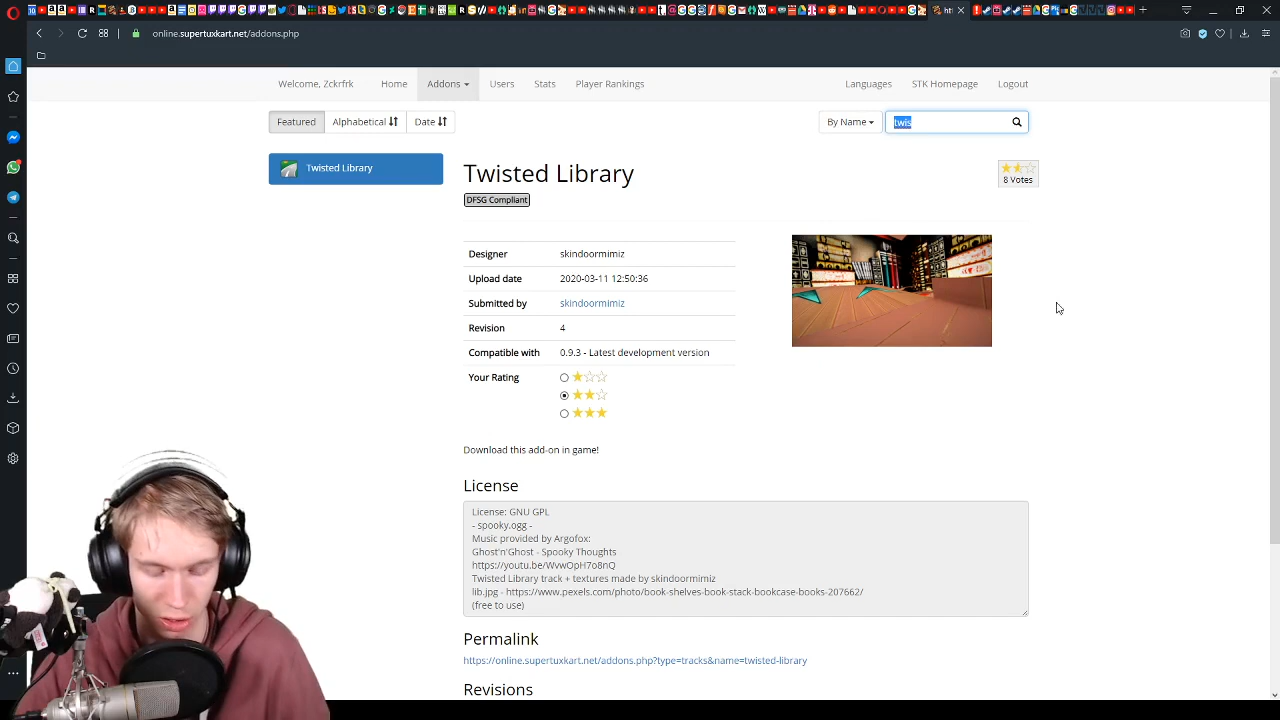 online.supertuxkart.net/addons.php
Welcome, Zckrfrk
Home
Addons
Users
Stats
Player Rankings
Languages
STK Homepage
Logout
Featured
Alphabetical
Date
By Name
twis
Twisted Library
Twisted Library
8 Votes
DFSG Compliant
Designer skindoormimiz
Upload date 2020-03-11 12:50:36
Submitted by skindoormimiz
Revision 4
Compatible with 0.9.3 - Latest development version
Your Rating
Download this add-on in game!
License
License: GNU GPL
- spooky.ogg -
Music provided by Argofox:
Ghost'n'Ghost - Spooky Thoughts
https://youtu.be/WvwOpH7o8nQ
Twisted Library track + textures made by skindoormimiz
lib.jpg - https://www.pexels.com/photo/book-shelves-book-stack-bookcase-books-207662/
(free to use)
Permalink
https://online.supertuxkart.net/addons.php?type=tracks&name=twisted-library
Revisions